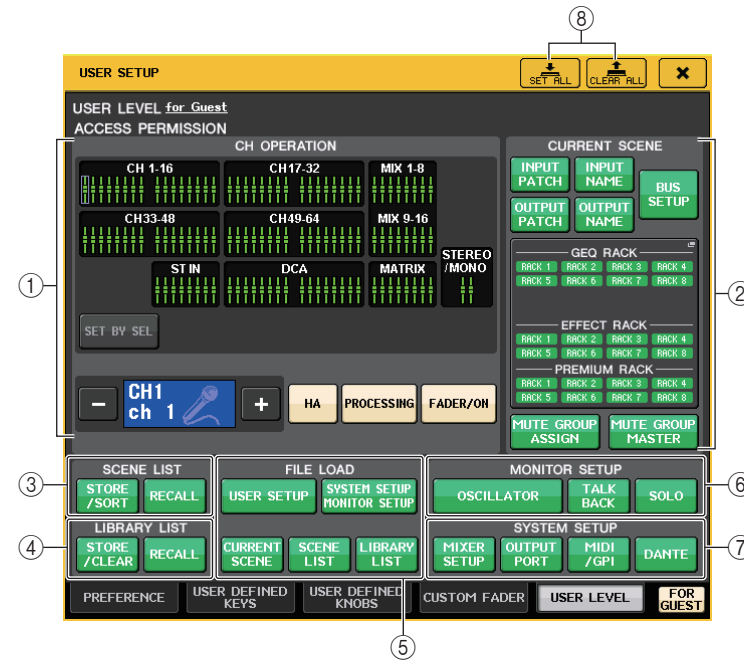 ⑧
USER SETUP
SET ALL
CLEAR ALL
USER LEVEL for Guest
ACCESS PERMISSION
①
CH OPERATION
CH 1-16
CH17-32
MIX 1-8
CH33-48
CH49-64
MIX 9-16
ST IN
DCA
MATRIX
STEREO
/MONO
SET BY SEL
CH1
ch 1
HA
PROCESSING
FADER/ON
②
CURRENT SCENE
INPUT
PATCH
INPUT
NAME
BUS
SETUP
OUTPUT
PATCH
OUTPUT
NAME
GEQ RACK
RACK 1 RACK 2 RACK 3 RACK 4
RACK 5 RACK 6 RACK 7 RACK 8
EFFECT RACK
RACK 1 RACK 2 RACK 3 RACK 4
RACK 5 RACK 6 RACK 7 RACK 8
PREMIUM RACK
RACK 1 RACK 2 RACK 3 RACK 4
RACK 5 RACK 6 RACK 7 RACK 8
MUTE GROUP
ASSIGN
MUTE GROUP
MASTER
③
SCENE LIST
STORE
/SORT
RECALL
④
LIBRARY LIST
STORE
/CLEAR
RECALL
FILE LOAD
USER SETUP
SYSTEM SETUP
MONITOR SETUP
CURRENT
SCENE
SCENE
LIST
LIBRARY
LIST
⑤
MONITOR SETUP
OSCILLATOR
TALK
BACK
SOLO
⑥
SYSTEM SETUP
MIXER
SETUP
OUTPUT
PORT
MIDI
/GPI
DANTE
⑦
PREFERENCE
USER DEFINED
KEYS
USER DEFINED
KNOBS
CUSTOM FADER
USER LEVEL
FOR
GUEST